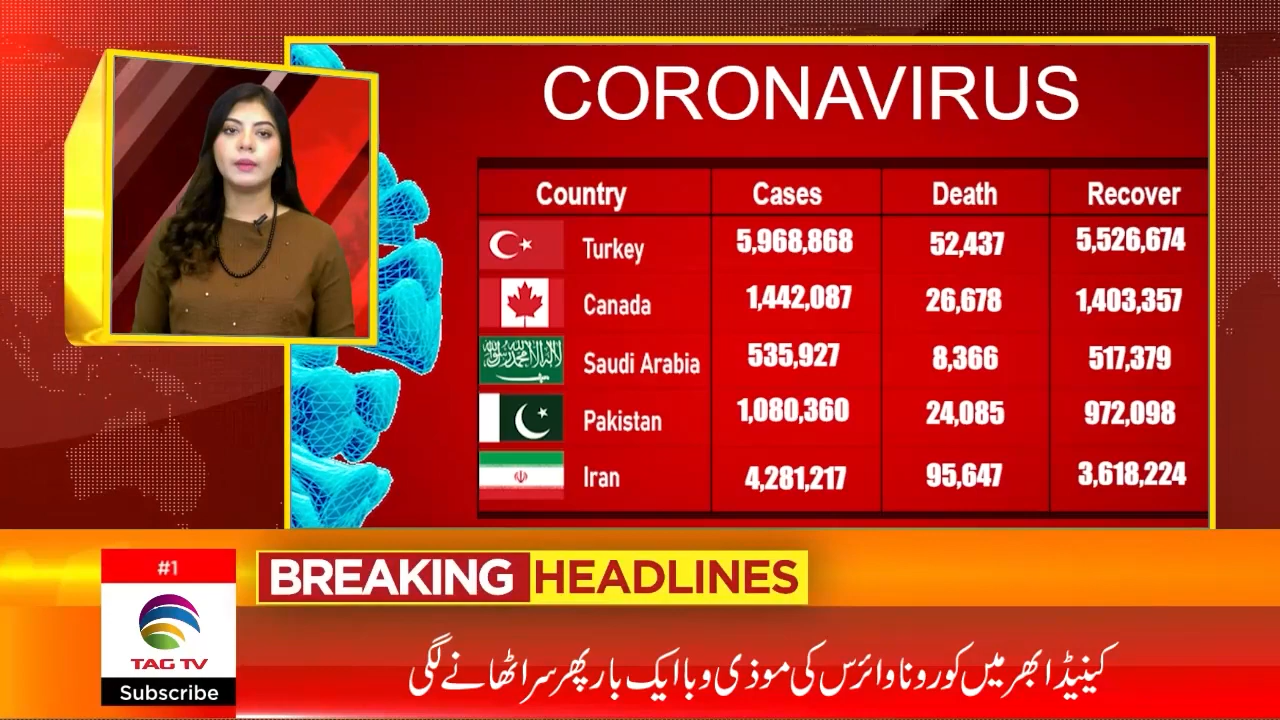 CORONAVIRUS
Country Cases Death Recover
Turkey 5,968,868 52,437 5,526,674
Canada 1,442,087 26,678 1,403,357
Saudi Arabia 535,927 8,366 517,379
Pakistan 1,080,360 24,085 972,098
Iran 4,281,217 95,647 3,618,224
#1
BREAKING HEADLINES
TAG TV
Subscribe
کینیڈا بھر میں کورونا وائرس کی موذی وبا ایک بار پھر سر اٹھانے لگی